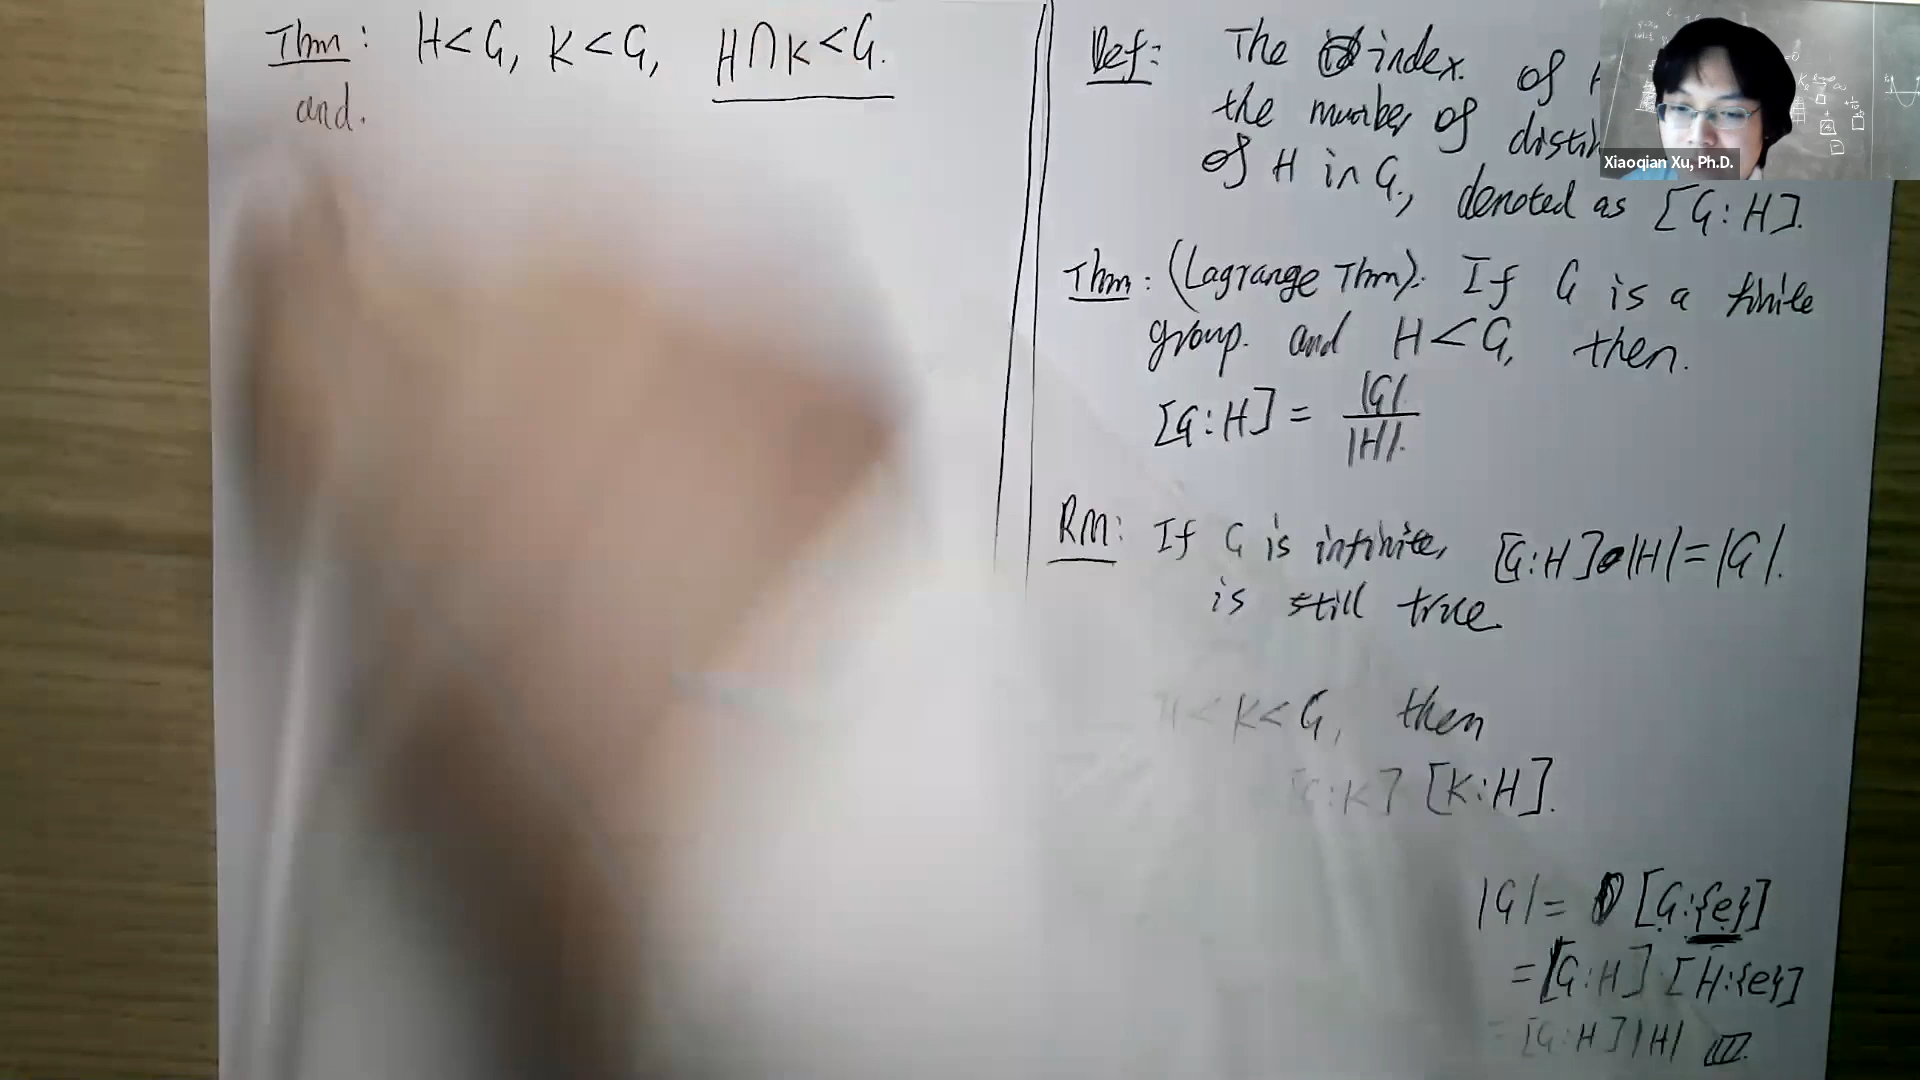 Thm: H<G, K<G, H∩K<G.
and.
Def: The index. of
the number of
of H in G., denoted as [G:H].
Thm: (Lagrange Thm). If G is a finite
group. and H<G, then.
[G:H] = |G|. / |H|.
RM: If G is infinite, [G:H]•|H|=|G|.
is still true
H<K<G, then
[G:K] [K:H].
|G|= [G:{e}]
=[G:H] [H:{e}]
=[G:H]|H|
Xiaoqian Xu, Ph.D.